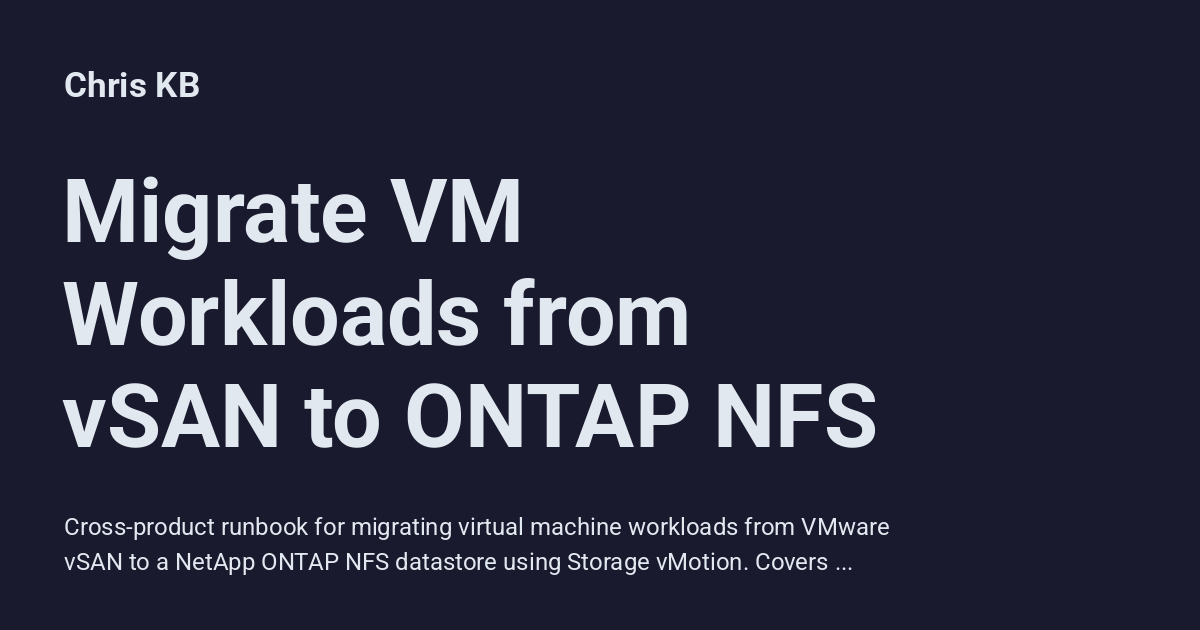 Chris KB
Migrate VM
Workloads from
vSAN to ONTAP NFS
Cross-product runbook for migrating virtual machine workloads from VMware
vSAN to a NetApp ONTAP NFS datastore using Storage vMotion. Covers ...